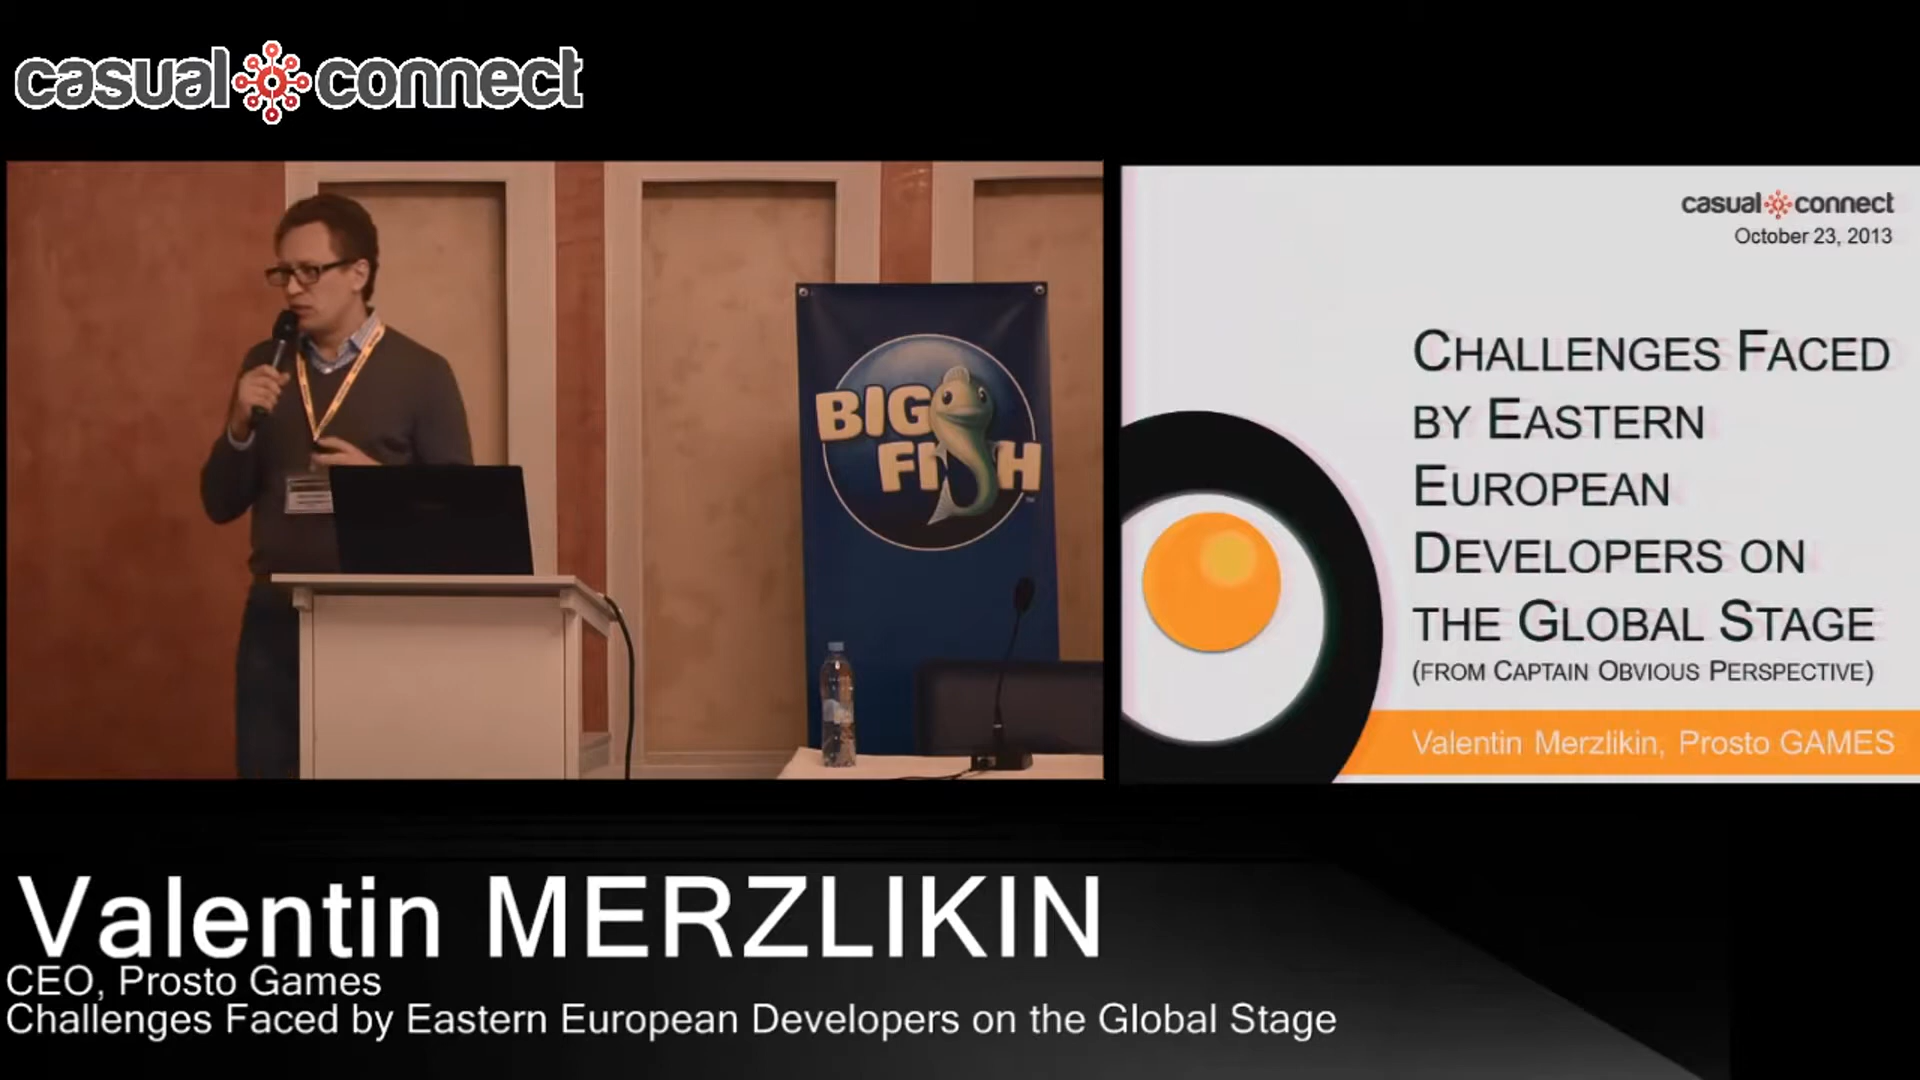 casual connect
BIG
FISH
casual connect
October 23, 2013
CHALLENGES FACED
BY EASTERN
EUROPEAN
DEVELOPERS ON
THE GLOBAL STAGE
(FROM CAPTAIN OBVIOUS PERSPECTIVE)
Valentin Merzlikin, Prosto GAMES
Valentin MERZLIKIN
CEO, Prosto Games
Challenges Faced by Eastern European Developers on the Global Stage